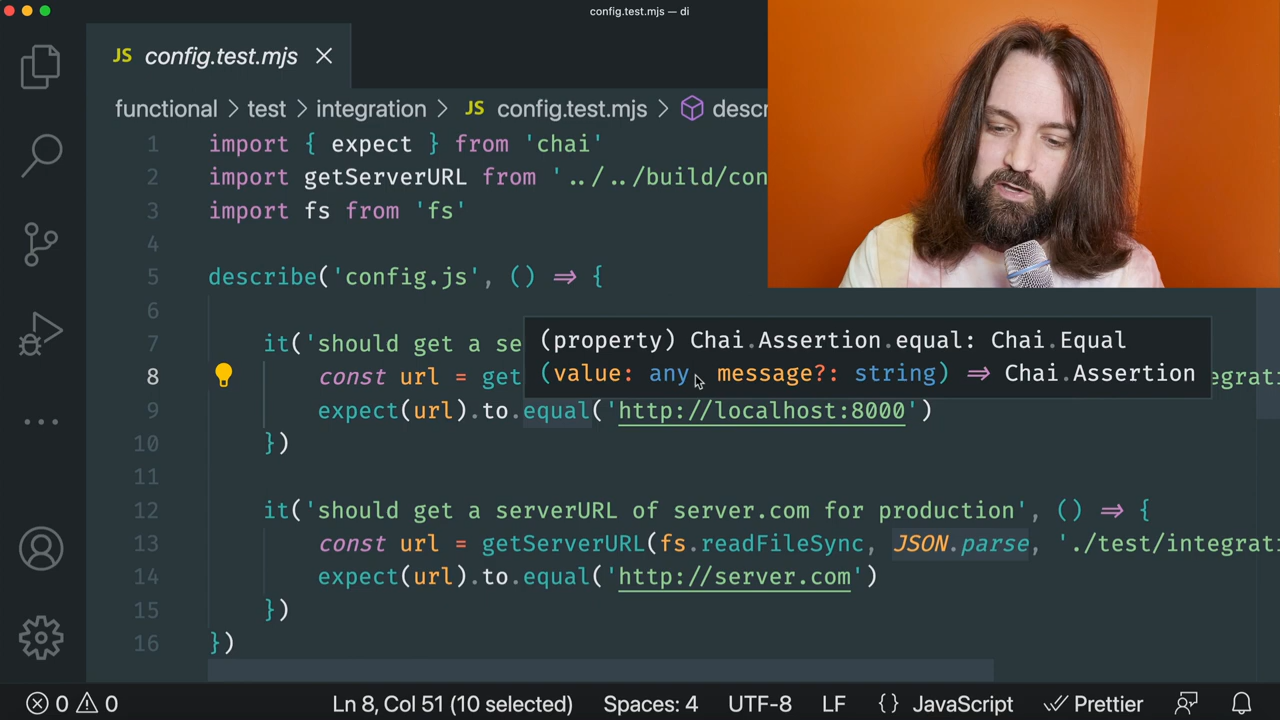 config.test.mjs — di
JS config.test.mjs
functional > test > integration > JS config.test.mjs > descr
1 import { expect } from 'chai'
2 import getServerURL from '../../build/con
3 import fs from 'fs'
4
5 describe('config.js', () => {
6
7 it('should get a se
(property) Chai.Assertion.equal: Chai.Equal
8 const url = get
(value: any, message?: string) => Chai.Assertion
egrati
9 expect(url).to.equal('http://localhost:8000')
10 })
11
12 it('should get a serverURL of server.com for production', () => {
13 const url = getServerURL(fs.readFileSync, JSON.parse, './test/integrati
14 expect(url).to.equal('http://server.com')
15 })
16 })
0 0 Ln 8, Col 51 (10 selected) Spaces: 4 UTF-8 LF {} JavaScript Prettier